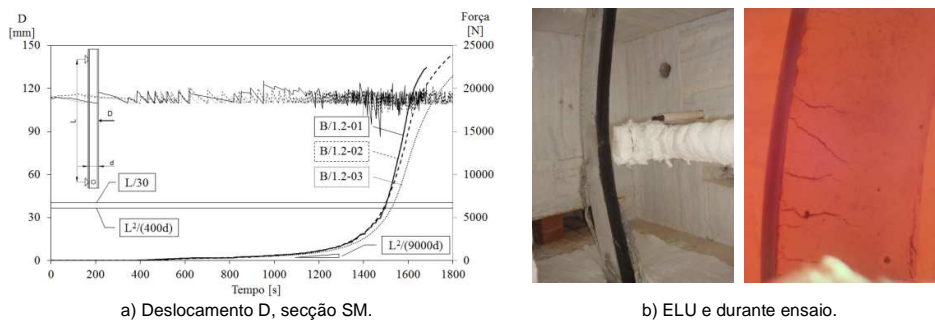 D
[mm]
Força
[N]
150
120
90
60
30
0
25000
20000
15000
10000
5000
0
L
D
d
B/1.2-01
B/1.2-02
B/1.2-03
L/30
L²/(400d)
L²/(9000d)
0 200 400 600 800 1000 1200 1400 1600 1800
Tempo [s]
a) Deslocamento D, secção SM.
b) ELU e durante ensaio.